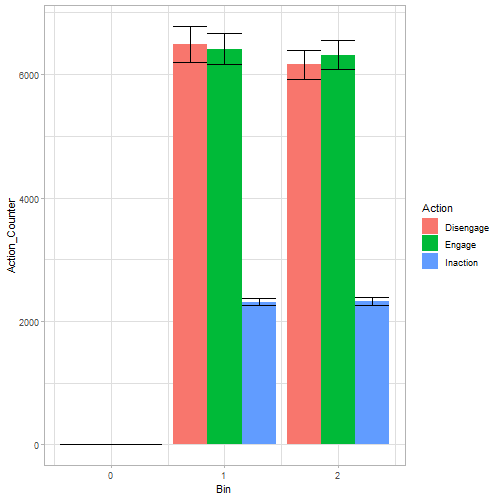 Action_Counter
6000
4000
2000
0
0
1
2
Bin
Action
Disengage
Engage
Inaction